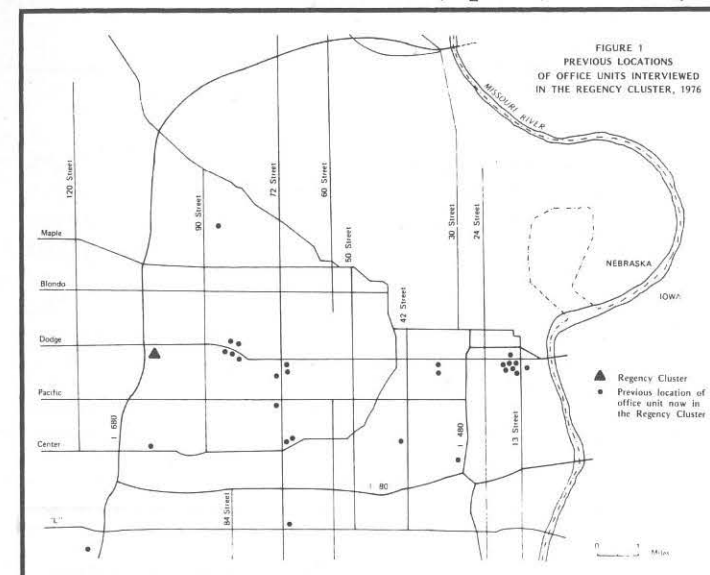 FIGURE 1
PREVIOUS LOCATIONS
OF OFFICE UNITS INTERVIEWED
IN THE REGENCY CLUSTER, 1976
MISSOURI RIVER
120 Street
90 Street
72 Street
60 Street
50 Street
42 Street
30 Street
24 Street
Maple
Blondo
Dodge
Pacific
Center
"L"
NEBRASKA
IOWA
I 680
I 480
13 Street
I 80
84 Street
Regency Cluster
Previous location of
office unit now in
the Regency Cluster
0 1
Miles